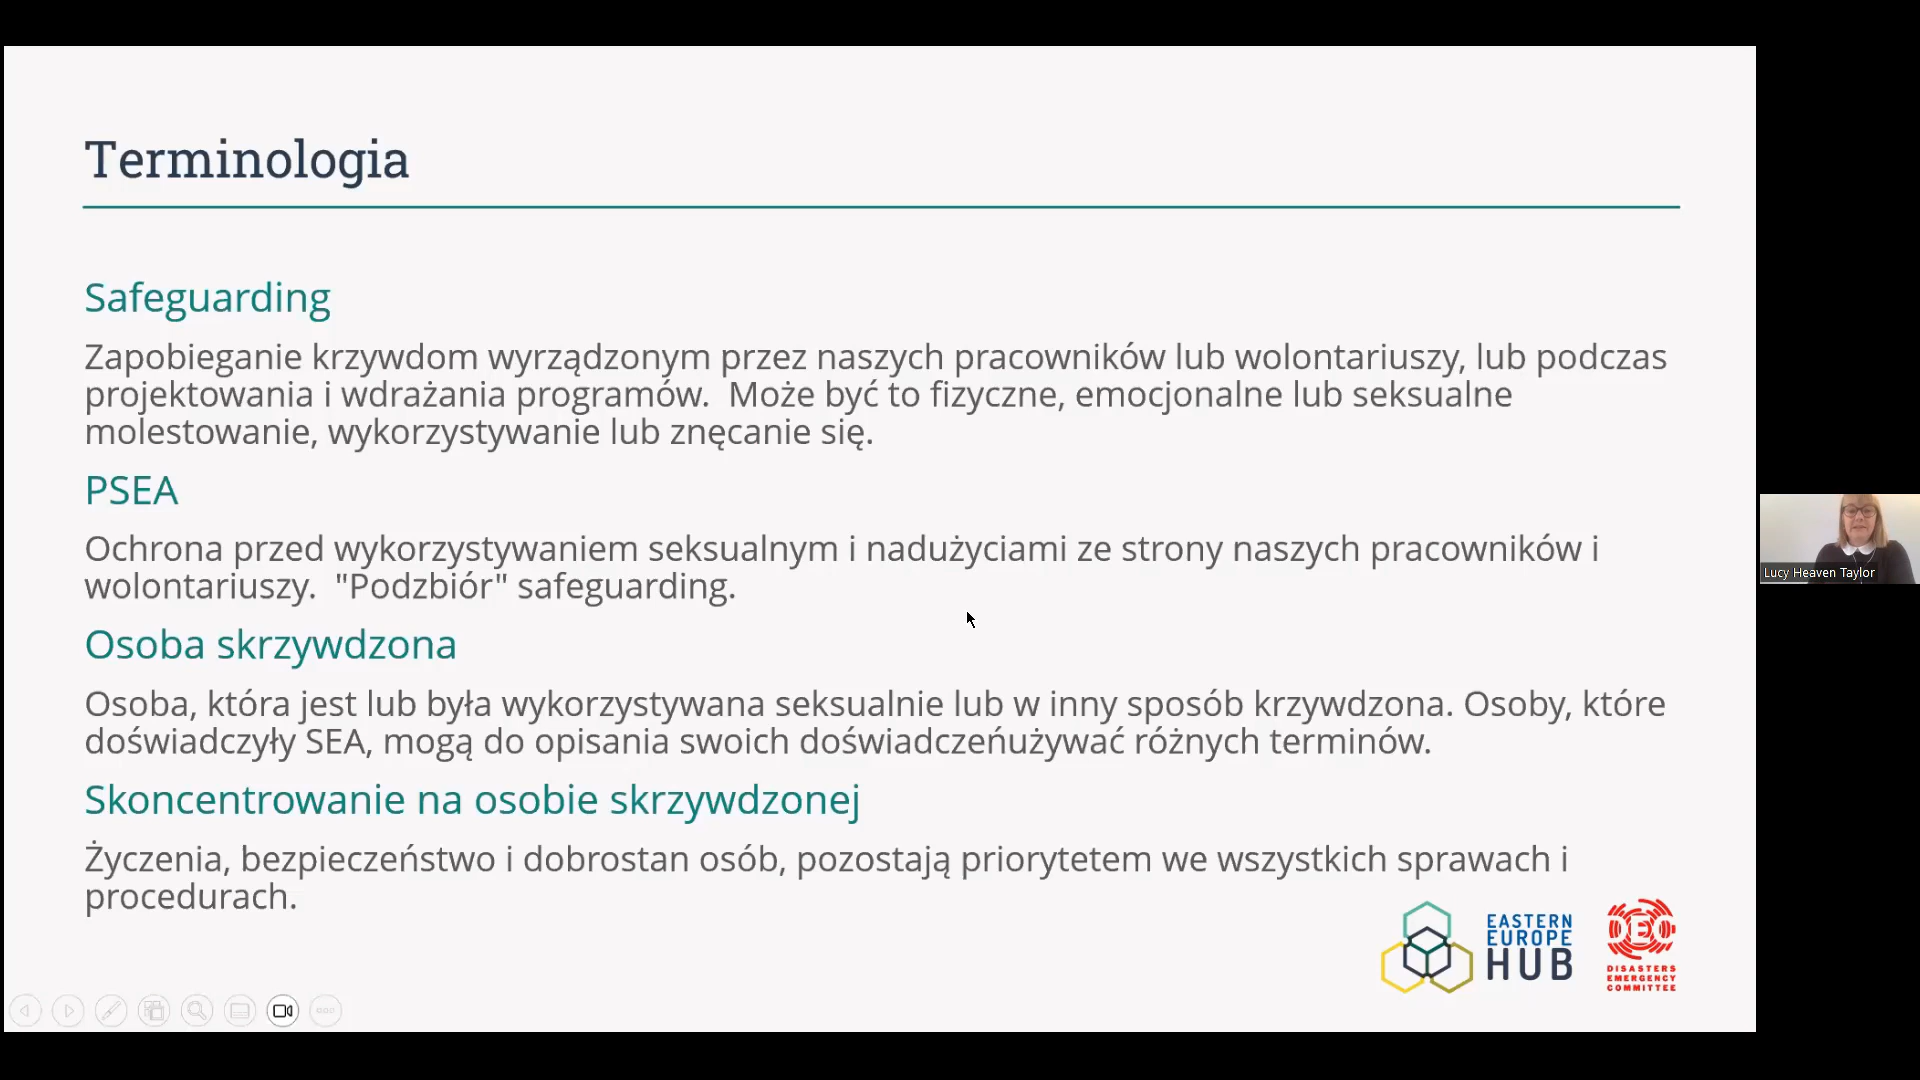 Terminologia
Safeguarding
Zapobieganie krzywdom wyrządzonym przez naszych pracowników lub wolontariuszy, lub podczas
projektowania i wdrażania programów.  Może być to fizyczne, emocjonalne lub seksualne
molestowanie, wykorzystywanie lub znęcanie się.
PSEA
Ochrona przed wykorzystywaniem seksualnym i nadużyciami ze strony naszych pracowników i
wolontariuszy.  "Podzbiór" safeguarding.
Osoba skrzywdzona
Osoba, która jest lub była wykorzystywana seksualnie lub w inny sposób krzywdzona. Osoby, które
doświadczyły SEA, mogą do opisania swoich doświadczeńużywać różnych terminów.
Skoncentrowanie na osobie skrzywdzonej
Życzenia, bezpieczeństwo i dobrostan osób, pozostają priorytetem we wszystkich sprawach i
procedurach.
EASTERN
EUROPE
HUB
DEC
DISASTERS
EMERGENCY
COMMITTEE
Lucy Heaven Taylor